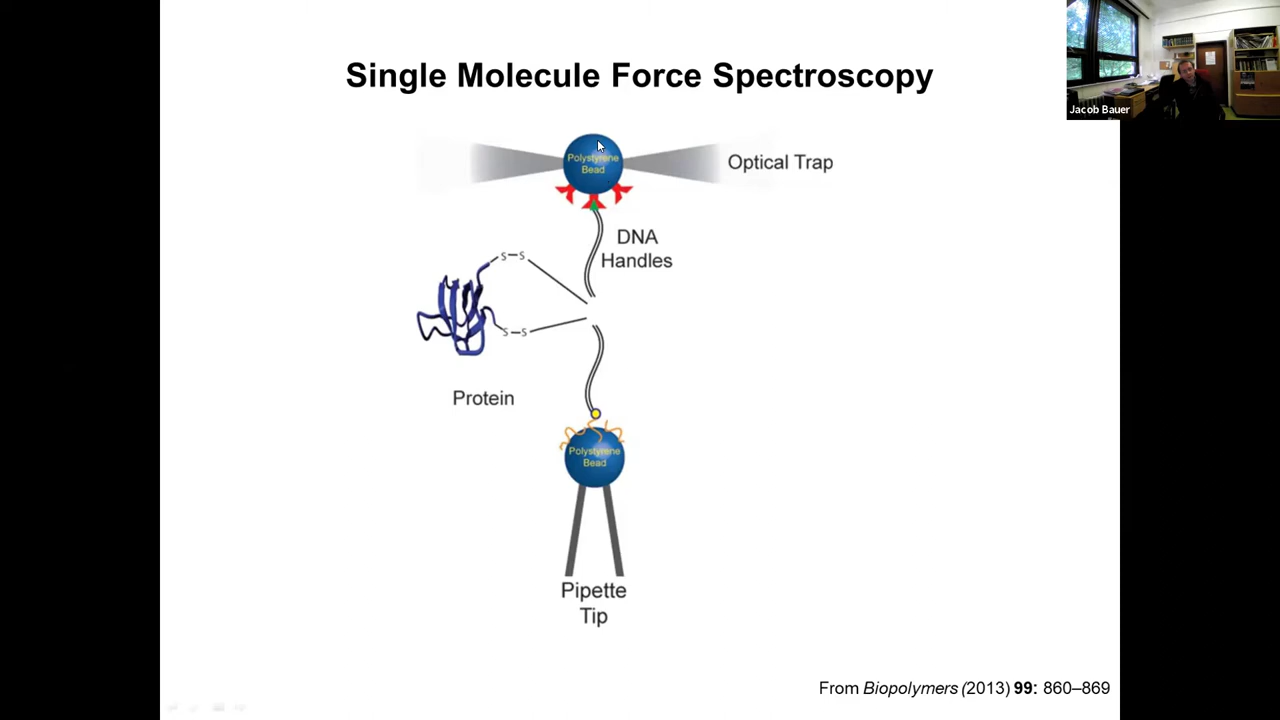 Single Molecule Force Spectroscopy
Jacob Bauer
Polystyrene
Bead
Optical Trap
DNA
Handles
S–S
S–S
Protein
Polystyrene
Bead
Pipette
Tip
From Biopolymers (2013) 99: 860–869